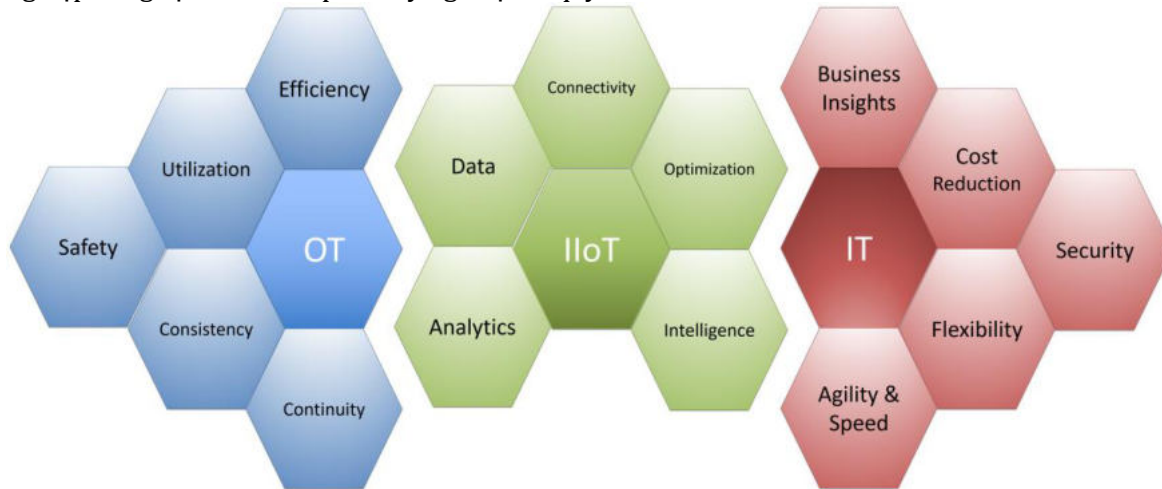 Efficiency
Utilization
Safety
OT
Consistency
Continuity
Connectivity
Data
Optimization
IIoT
Analytics
Intelligence
Business
Insights
Cost
Reduction
IT
Security
Flexibility
Agility &
Speed